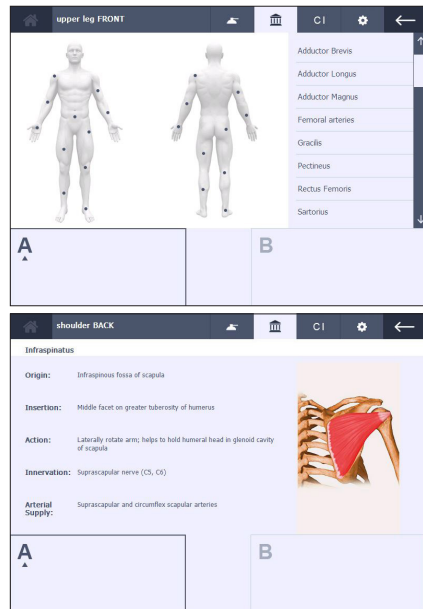 upper leg FRONT
CI
Adductor Brevis
Adductor Longus
Adductor Magnus
Femoral arteries
Gracilis
Pectineus
Rectus Femoris
Sartorius
A
B
shoulder BACK
CI
Infraspinatus
Origin: Infraspinous fossa of scapula
Insertion: Middle facet on greater tuberosity of humerus
Action: Laterally rotate arm; helps to hold humeral head in glenoid cavity
of scapula
Innervation: Suprascapular nerve (C5, C6)
Arterial Suprascapular and circumflex scapular arteries
Supply:
A
B